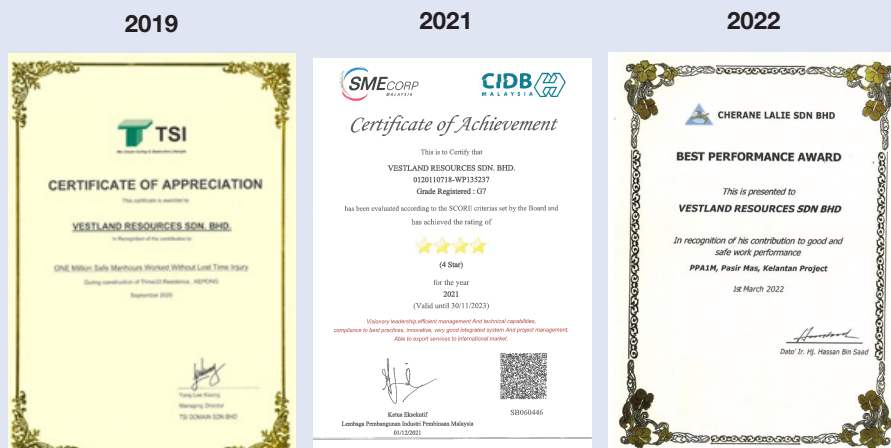 2019
TSI
CERTIFICATE OF APPRECIATION
This certificate is awarded to
VESTLAND RESOURCES SDN. BHD.
In Recognition of the contribution to
ONE Million Safe Manhours Worked Without Lost Time Injury
During construction of Three33 Residence , KEPONG
September 2020
Managing Director
TSI DOMAIN SDN BHD
2021
SMECORP
MALAYSIA
CIDB
MALAYSIA
Certificate of Achievement
This is to Certify that
VESTLAND RESOURCES SDN. BHD.
0120110718-WP135237
Grade Registered : G7
has been evaluated according to the SCORE criterias set by the Board and
has achieved the rating of
(4 Star)
for the year
2021
(Valid until 30/11/2023)
Visionary leadership,efficient management And technical capabilities,
compliance to best practices, innovative, very good integrated system And project management.
Able to export services to international market.
Ketua Eksekutif
Lembaga Pembangunan Industri Pembinaan Malaysia
01/12/2021
SB060446
2022
CHERANE LALIE SDN BHD
BEST PERFORMANCE AWARD
This is presented to
VESTLAND RESOURCES SDN BHD
In recognition of his contribution to good and
safe work performance
PPA1M, Pasir Mas, Kelantan Project
1st March 2022
Dato' Ir. Hj. Hassan Bin Saad